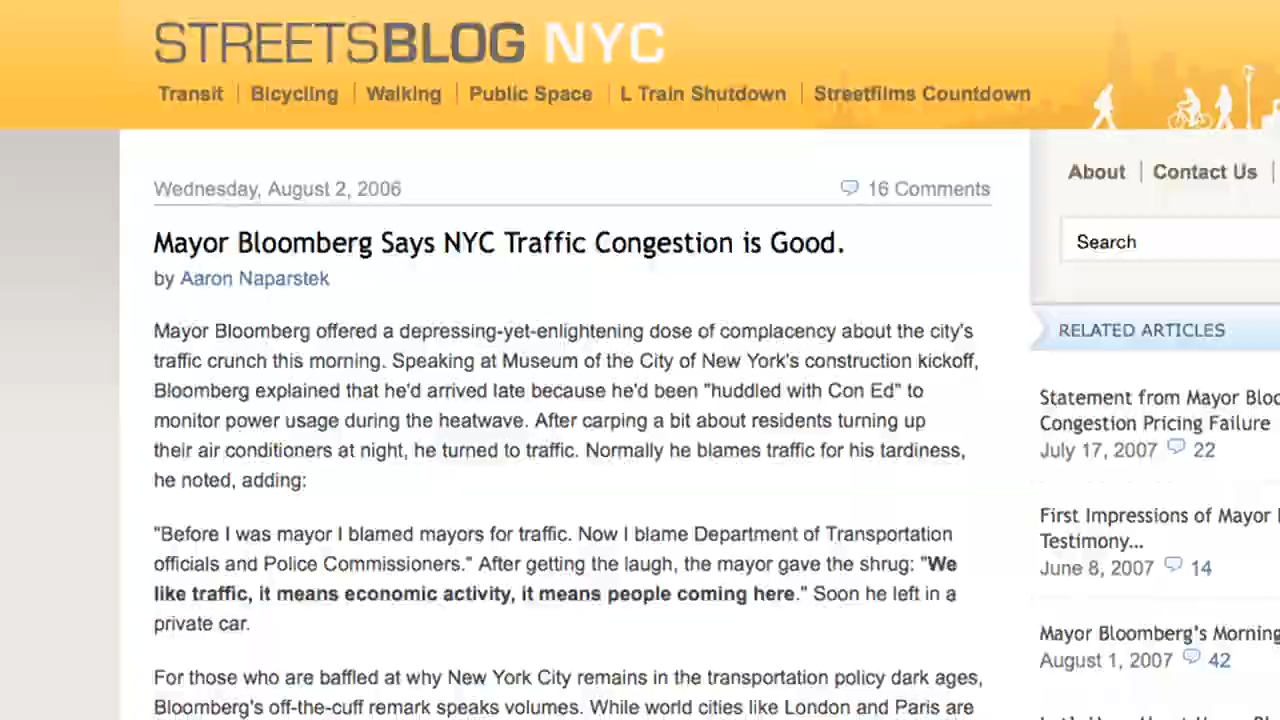 STREETSBLOG NYC
Transit | Bicycling | Walking | Public Space | L Train Shutdown | Streetfilms Countdown
About | Contact Us |
Search
Wednesday, August 2, 2006
16 Comments
Mayor Bloomberg Says NYC Traffic Congestion is Good.
by Aaron Naparstek
Mayor Bloomberg offered a depressing-yet-enlightening dose of complacency about the city's
traffic crunch this morning. Speaking at Museum of the City of New York's construction kickoff,
Bloomberg explained that he'd arrived late because he'd been "huddled with Con Ed" to
monitor power usage during the heatwave. After carping a bit about residents turning up
their air conditioners at night, he turned to traffic. Normally he blames traffic for his tardiness,
he noted, adding:
"Before I was mayor I blamed mayors for traffic. Now I blame Department of Transportation
officials and Police Commissioners." After getting the laugh, the mayor gave the shrug: "We
like traffic, it means economic activity, it means people coming here." Soon he left in a
private car.
For those who are baffled at why New York City remains in the transportation policy dark ages,
Bloomberg's off-the-cuff remark speaks volumes. While world cities like London and Paris are
RELATED ARTICLES
Statement from Mayor Bloo
Congestion Pricing Failure
July 17, 2007 22
First Impressions of Mayor
Testimony...
June 8, 2007 14
Mayor Bloomberg's Morning
August 1, 2007 42